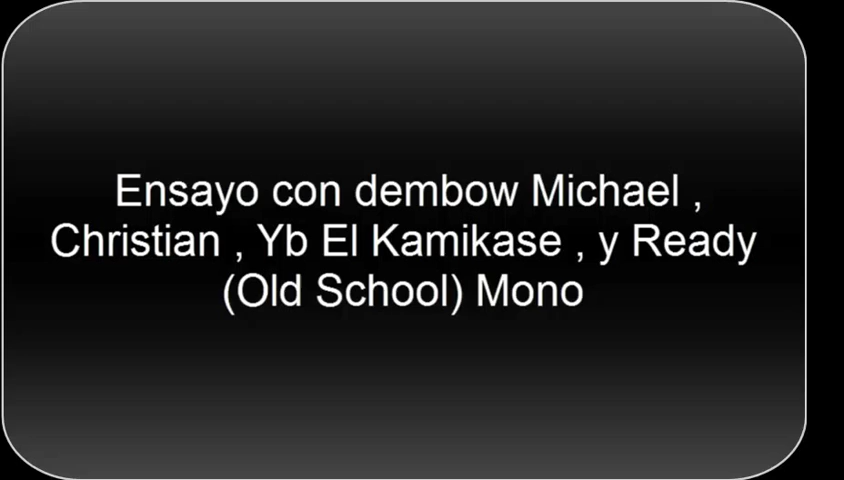 Ensayo con dembow Michael ,
Christian , Yb El Kamikase , y Ready
(Old School) Mono